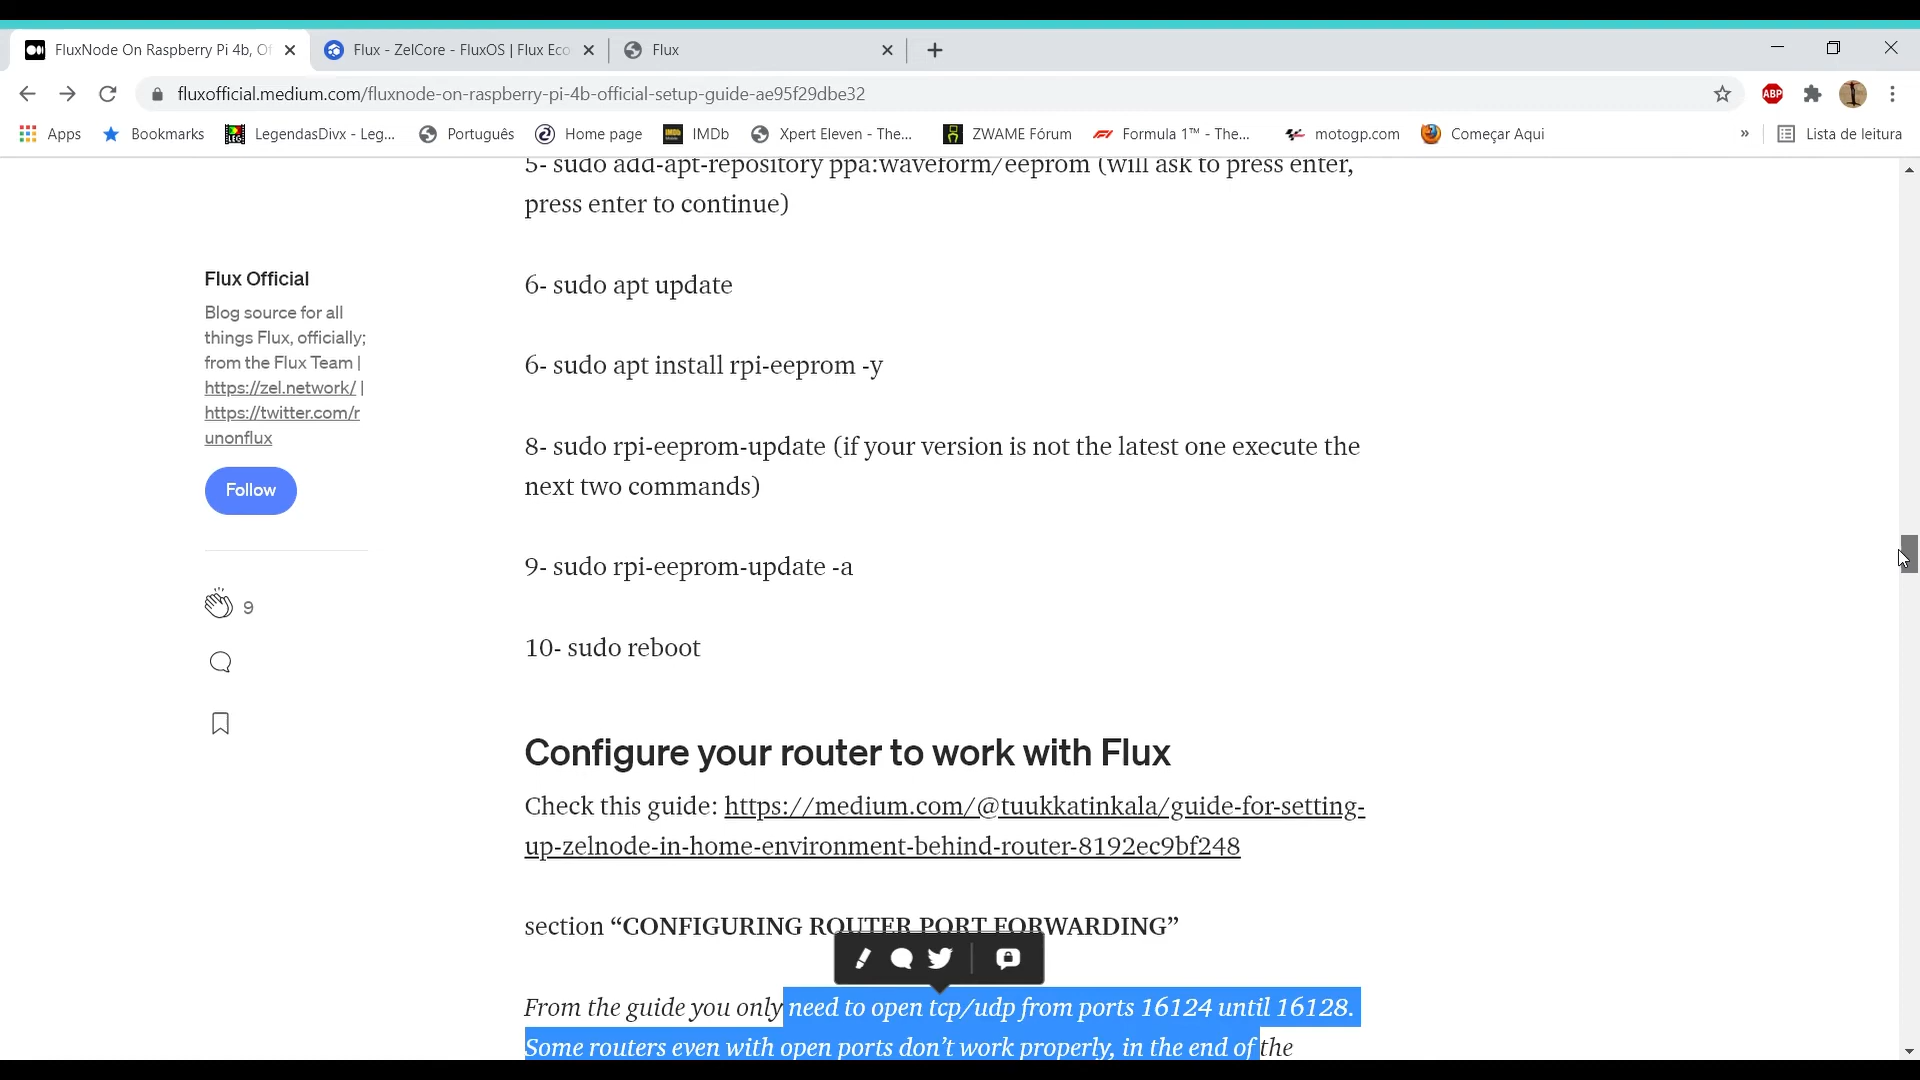 FluxNode On Raspberry Pi 4b, Of
Flux - ZelCore - FluxOS | Flux Eco
Flux
fluxofficial.medium.com/fluxnode-on-raspberry-pi-4b-official-setup-guide-ae95f29dbe32
ABP
Apps
Bookmarks
LegendasDivx - Leg...
Português
Home page
IMDb
Xpert Eleven - The...
ZWAME Fórum
Formula 1™ - The...
motogp.com
Começar Aqui
»
Lista de leitura
5- sudo add-apt-repository ppa:waveform/eeprom (will ask to press enter,
press enter to continue)
6- sudo apt update
6- sudo apt install rpi-eeprom -y
8- sudo rpi-eeprom-update (if your version is not the latest one execute the
next two commands)
9- sudo rpi-eeprom-update -a
10- sudo reboot
Flux Official
Blog source for all
things Flux, officially;
from the Flux Team |
https://zel.network/ |
https://twitter.com/r
unonflux
Follow
9
Configure your router to work with Flux
Check this guide: https://medium.com/@tuukkatinkala/guide-for-setting-
up-zelnode-in-home-environment-behind-router-8192ec9bf248
section “CONFIGURING ROUTER PORT FORWARDING”
From the guide you only need to open tcp/udp from ports 16124 until 16128.
Some routers even with open ports don’t work properly, in the end of the